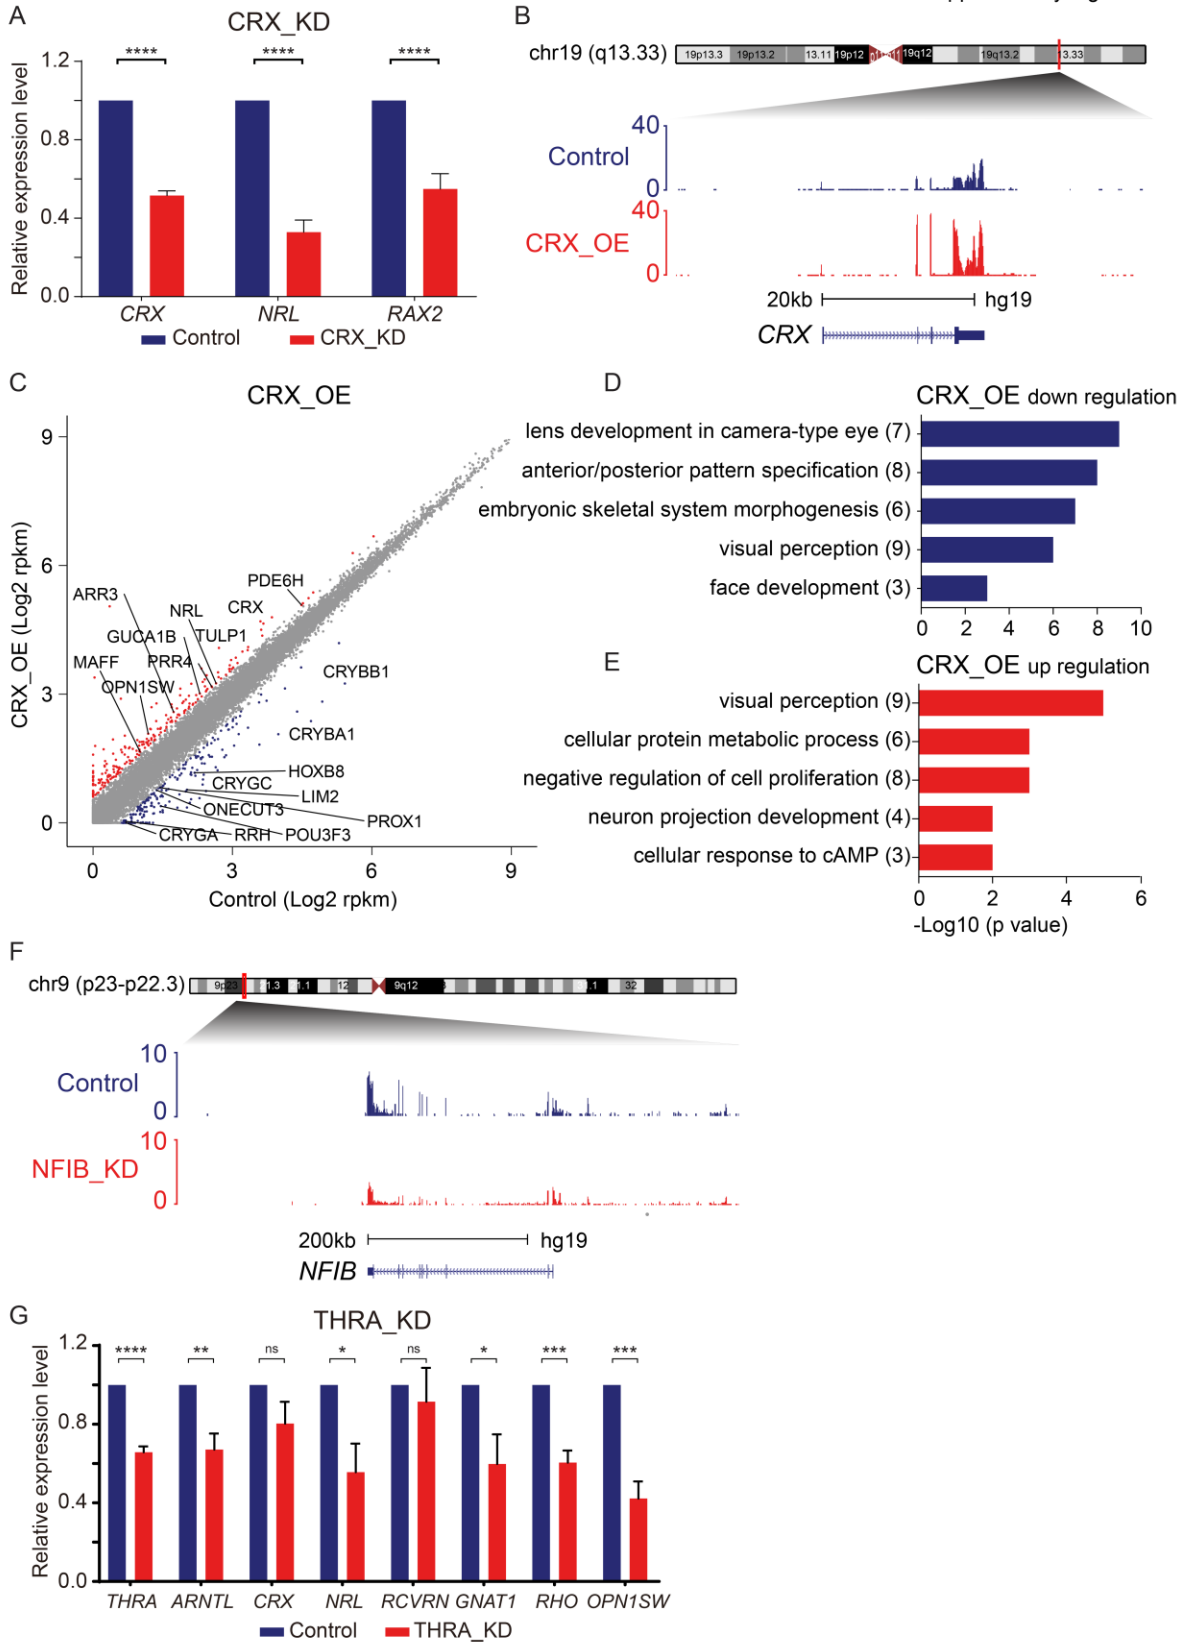 A
CRX_KD
Relative expression level
1.2
0.8
0.4
0.0
****
****
****
CRX
NRL
RAX2
Control
CRX_KD
B
chr19 (q13.33)
19p13.3
19p13.2
13.11
19p12
19q12
19q13.2
13.33
Control
40
0
CRX_OE
40
0
20kb
hg19
CRX
C
CRX_OE
CRX_OE (Log2 rpkm)
9
6
3
0
ARR3
NRL
CRX
PDE6H
GUCA1B
TULP1
MAFF
PRR4
OPN1SW
CRYBB1
CRYBA1
HOXB8
CRYGC
LIM2
ONECUT3
PROX1
CRYGA
RRH
POU3F3
0
3
6
9
Control (Log2 rpkm)
D
CRX_OE down regulation
lens development in camera-type eye (7)
anterior/posterior pattern specification (8)
embryonic skeletal system morphogenesis (6)
visual perception (9)
face development (3)
0
2
4
6
8
10
E
CRX_OE up regulation
visual perception (9)
cellular protein metabolic process (6)
negative regulation of cell proliferation (8)
neuron projection development (4)
cellular response to cAMP (3)
0
2
4
6
-Log10 (p value)
F
chr9 (p23-p22.3)
9p23
1.3
1.1
12
9q12
.1
32
Control
10
0
NFIB_KD
10
0
200kb
hg19
NFIB
G
THRA_KD
Relative expression level
1.2
0.8
0.4
0.0
****
**
ns
*
ns
*
***
***
THRA
ARNTL
CRX
NRL
RCVRN
GNAT1
RHO
OPN1SW
Control
THRA_KD